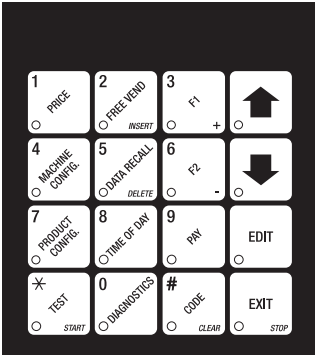 1
PRICE
2
FREE VEND
INSERT
3
F1
+
4
MACHINE
CONFIG.
5
DATA RECALL
DELETE
6
F2
-
7
PRODUCT
CONFIG.
8
TIME OF DAY
9
PAY
EDIT
*
TEST
START
0
DIAGNOSTICS
#
CODE
CLEAR
EXIT
STOP